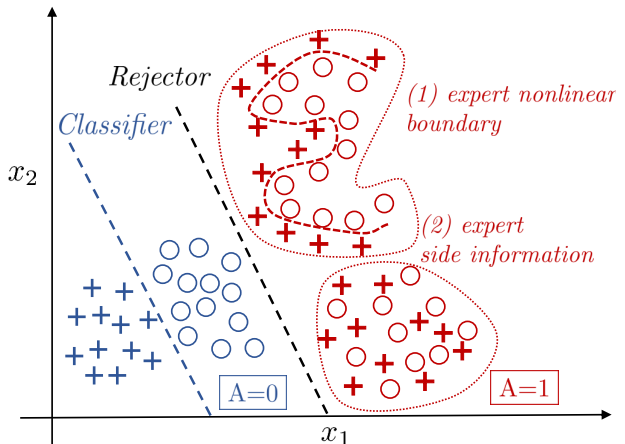 Rejector
(1) expert nonlinear
boundary
Classifier
x₂
(2) expert
side information
A=0
A=1
x₁